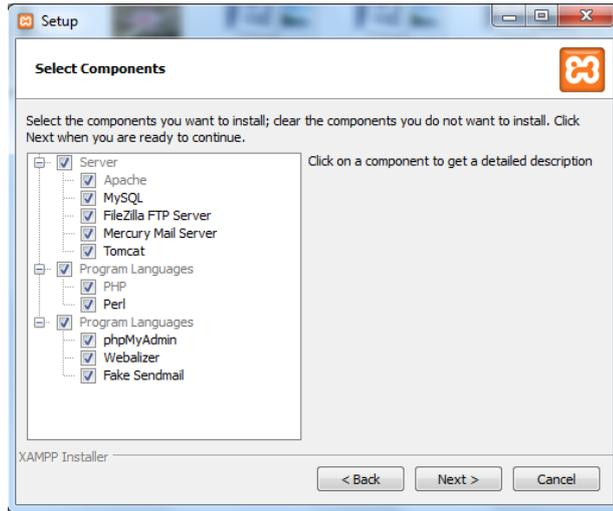 Setup
Select Components
Select the components you want to install; clear the components you do not want to install. Click
Next when you are ready to continue.
Server
Apache
MySQL
FileZilla FTP Server
Mercury Mail Server
Tomcat
Program Languages
PHP
Perl
Program Languages
phpMyAdmin
Webalizer
Fake Sendmail
Click on a component to get a detailed description
XAMPP Installer
< Back
Next >
Cancel